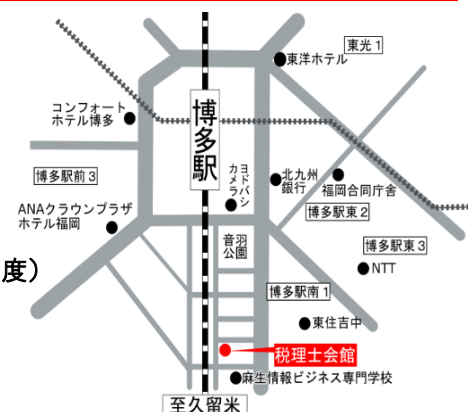 東光1
東洋ホテル
コンフォート
ホテル博多
博多駅
ヨドバシ
カメラ
北九州
銀行
福岡合同庁舎
博多駅前3
博多駅東2
ANAクラウンプラザ
ホテル福岡
音羽
公園
博多駅東3
NTT
度)
博多駅南1
東住吉中
税理士会館
麻生情報ビジネス専門学校
至久留米